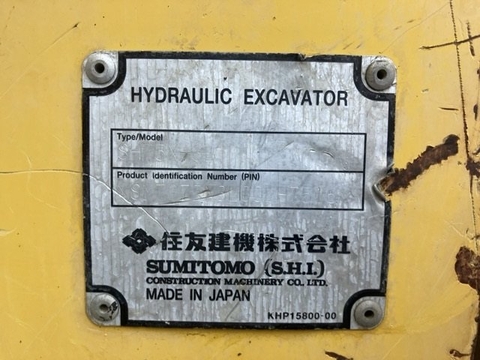 HYDRAULIC EXCAVATOR
Type/Model
Product Identification Number (PIN)
住友建機株式会社
SUMITOMO (S.H.I.)
CONSTRUCTION MACHINERY CO., LTD.
MADE IN JAPAN
KHP15800-00